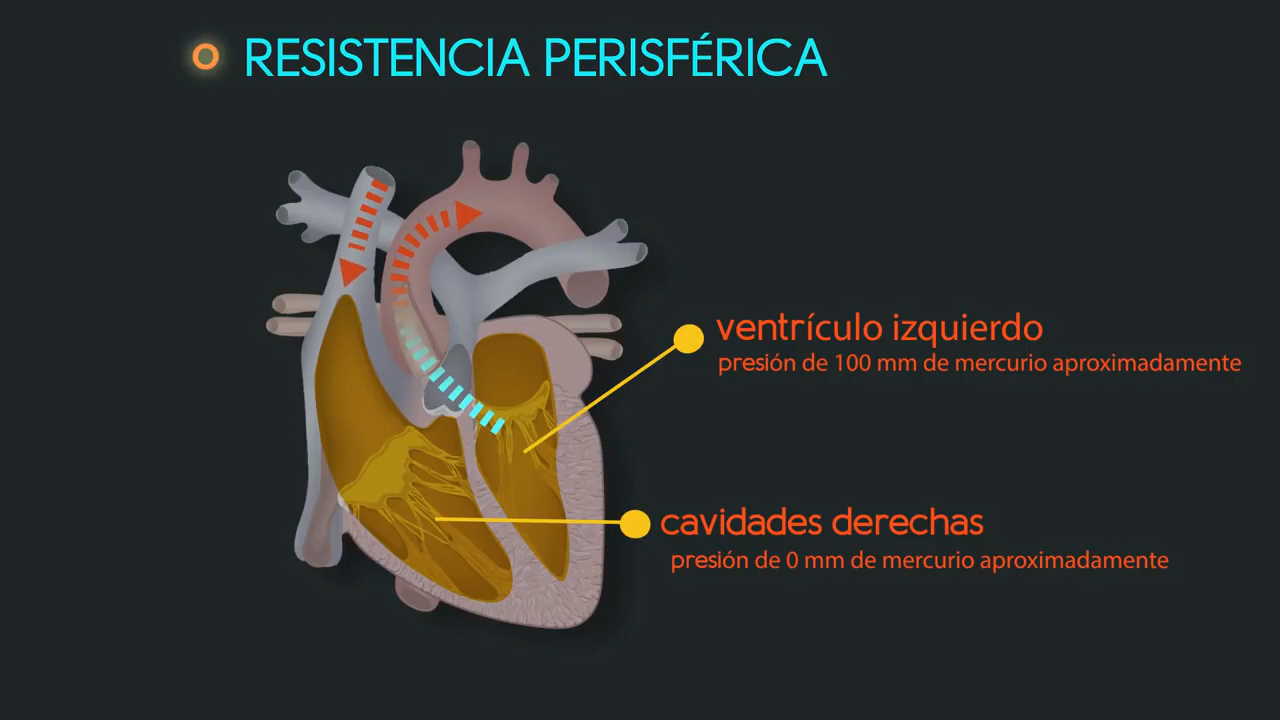 RESISTENCIA PERISFÉRICA
ventrículo izquierdo
presión de 100 mm de mercurio aproximadamente
cavidades derechas
presión de 0 mm de mercurio aproximadamente